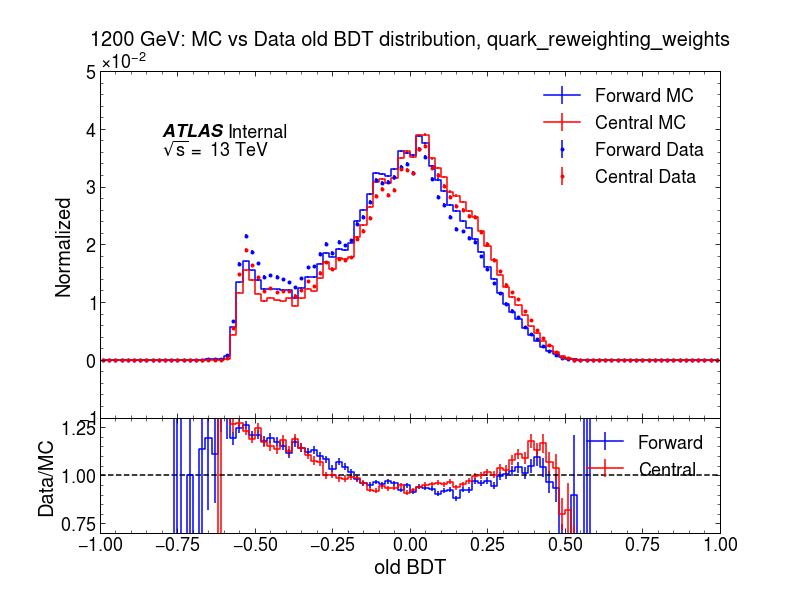 1200 GeV: MC vs Data old BDT distribution, quark_reweighting_weights
×10⁻²
5
4
3
2
1
0
1
Normalized
ATLAS Internal
√s = 13 TeV
Forward MC
Central MC
Forward Data
Central Data
1.25
1.00
0.75
Data/MC
Forward
Central
−1.00 −0.75 −0.50 −0.25 0.00 0.25 0.50 0.75 1.00
old BDT